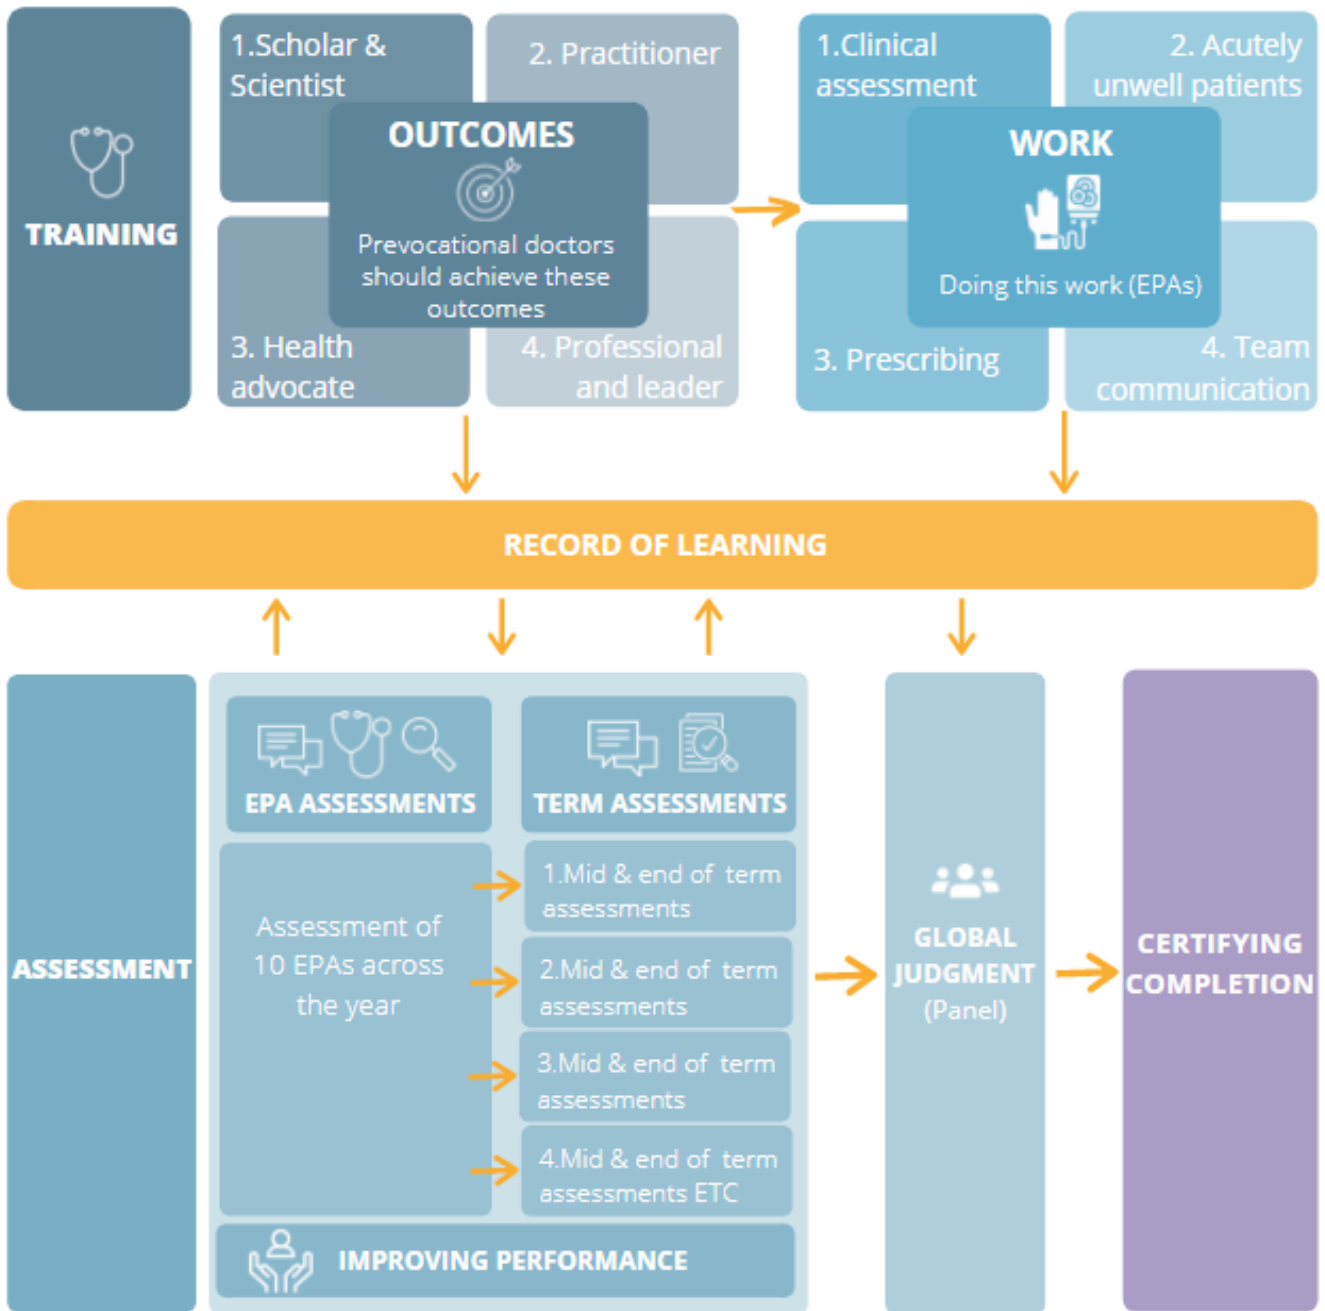 TRAINING
1.Scholar &
Scientist
2. Practitioner
OUTCOMES
Prevocational doctors
should achieve these
outcomes
3. Health
advocate
4. Professional
and leader
1.Clinical
assessment
2. Acutely
unwell patients
WORK
Doing this work (EPAs)
3. Prescribing
4. Team
communication
RECORD OF LEARNING
ASSESSMENT
EPA ASSESSMENTS
Assessment of
10 EPAs across
the year
TERM ASSESSMENTS
1.Mid & end of term
assessments
2.Mid & end of term
assessments
3.Mid & end of term
assessments
4.Mid & end of term
assessments ETC
IMPROVING PERFORMANCE
GLOBAL
JUDGMENT
(Panel)
CERTIFYING
COMPLETION